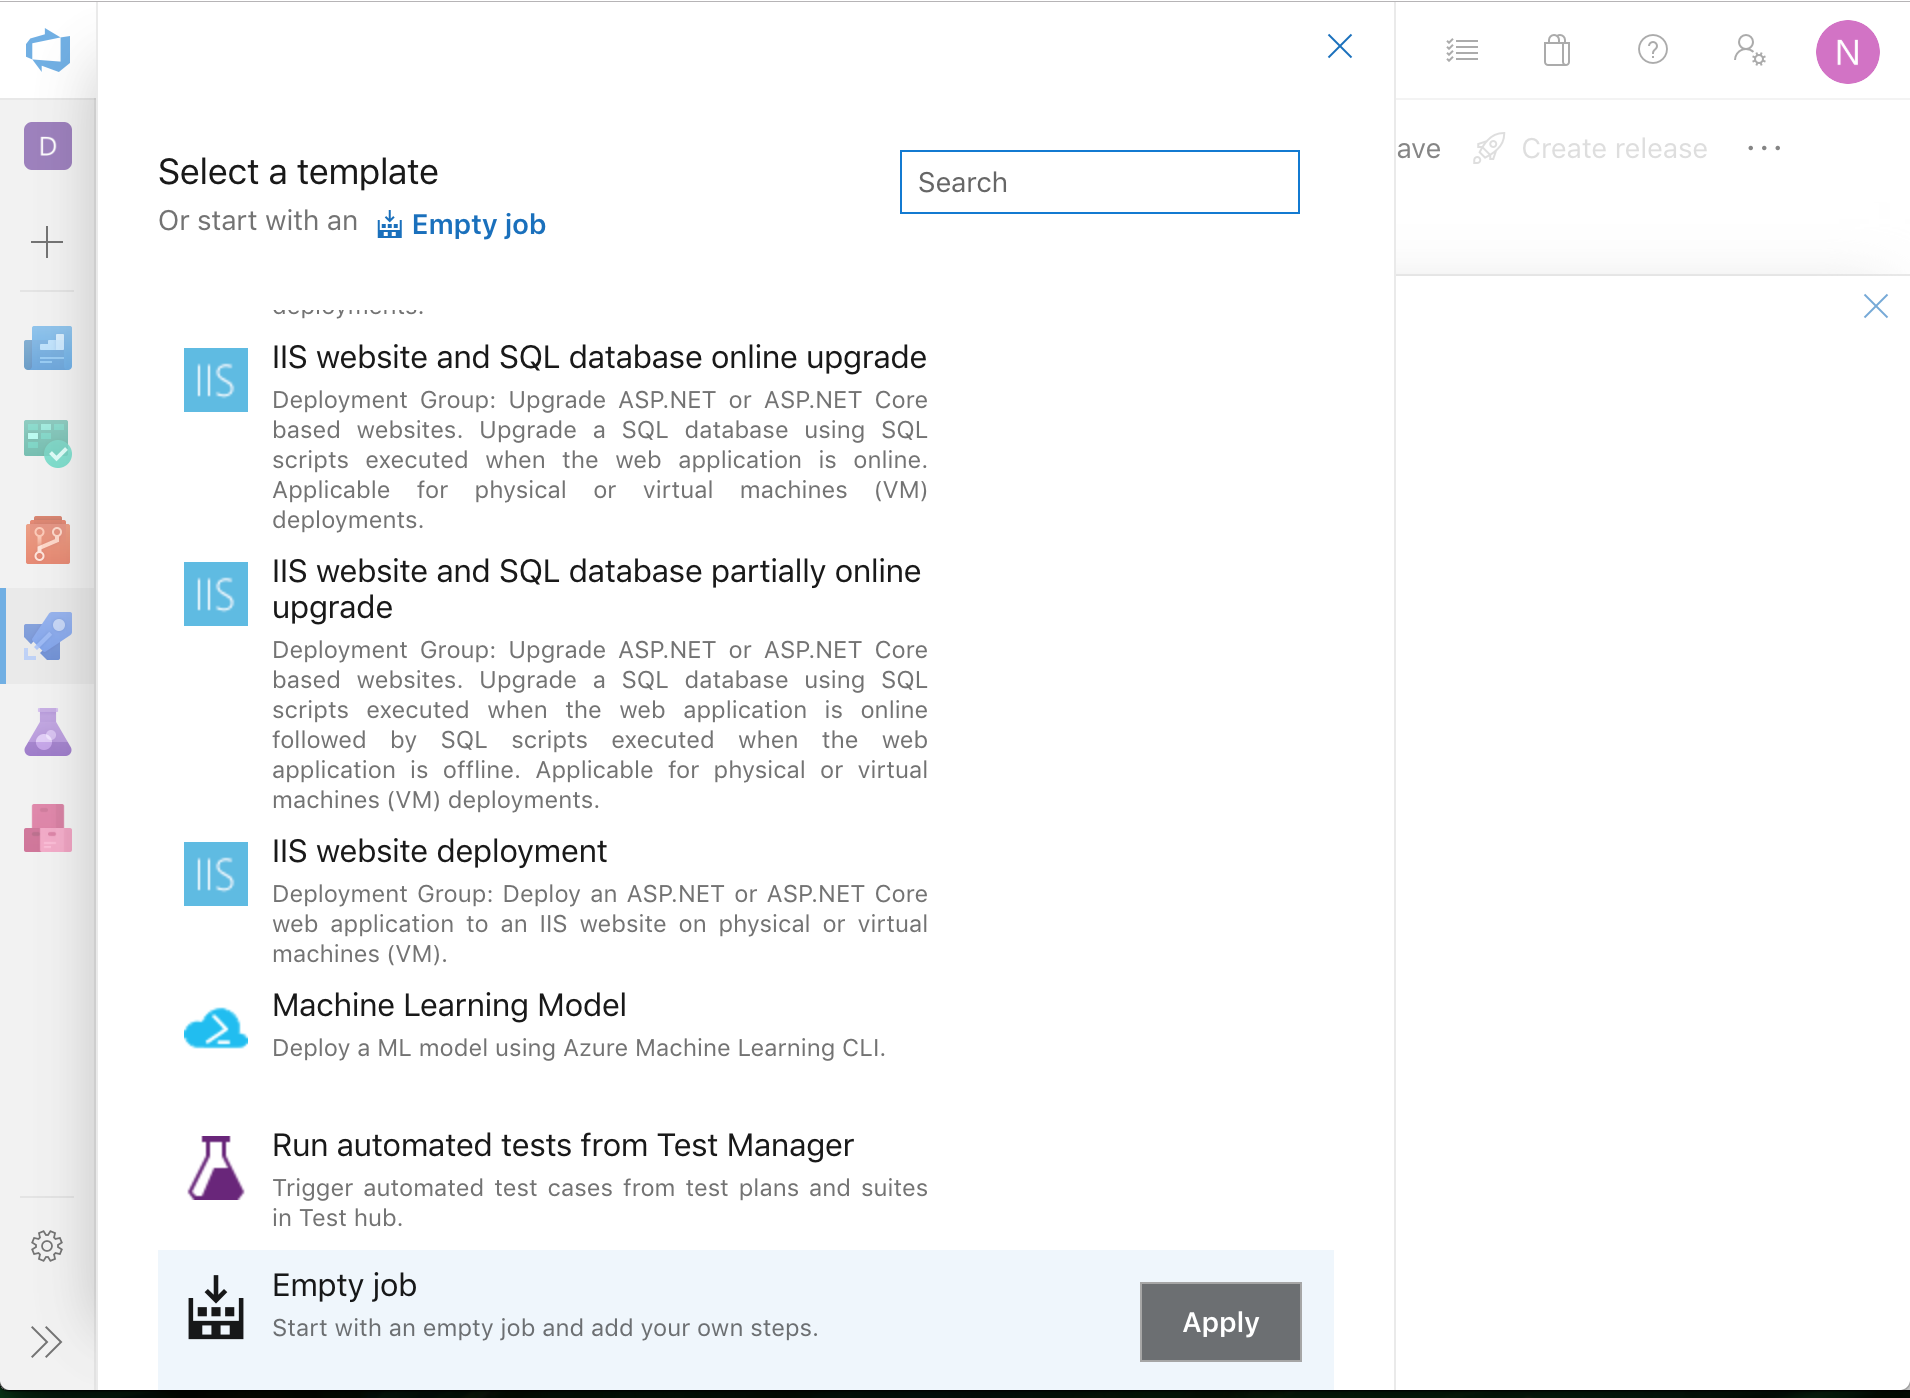 N
D
ave
Create release
Select a template
Search
Or start with an Empty job
deployments.
IIS
IIS website and SQL database online upgrade
Deployment Group: Upgrade ASP.NET or ASP.NET Core
based websites. Upgrade a SQL database using SQL
scripts executed when the web application is online.
Applicable for physical or virtual machines (VM)
deployments.
IIS
IIS website and SQL database partially online
upgrade
Deployment Group: Upgrade ASP.NET or ASP.NET Core
based websites. Upgrade a SQL database using SQL
scripts executed when the web application is online
followed by SQL scripts executed when the web
application is offline. Applicable for physical or virtual
machines (VM) deployments.
IIS
IIS website deployment
Deployment Group: Deploy an ASP.NET or ASP.NET Core
web application to an IIS website on physical or virtual
machines (VM).
Machine Learning Model
Deploy a ML model using Azure Machine Learning CLI.
Run automated tests from Test Manager
Trigger automated test cases from test plans and suites
in Test hub.
Empty job
Start with an empty job and add your own steps.
Apply